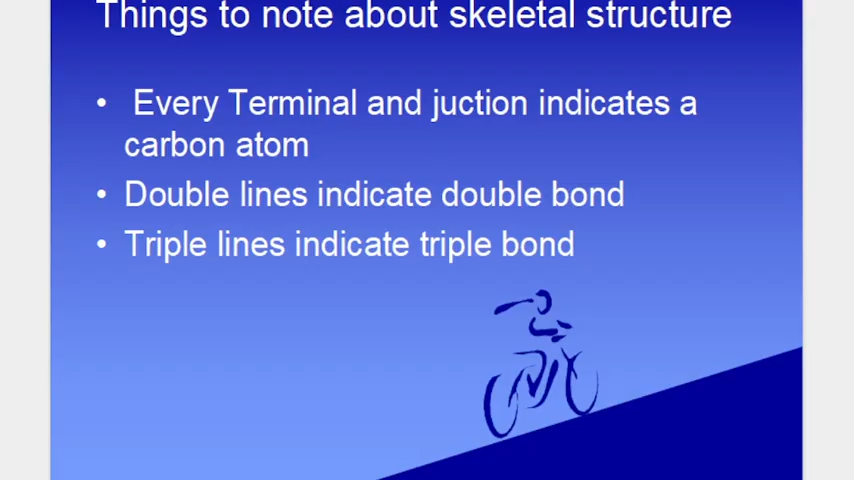 Things to note about skeletal structure
• Every Terminal and juction indicates a
carbon atom
• Double lines indicate double bond
• Triple lines indicate triple bond